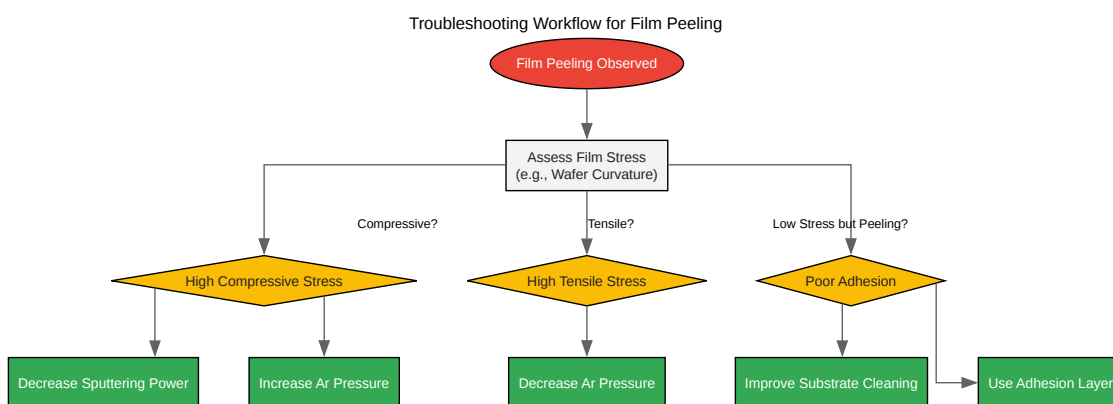 Troubleshooting Workflow for Film Peeling
Film Peeling Observed
Assess Film Stress
(e.g., Wafer Curvature)
Compressive?
Tensile?
Low Stress but Peeling?
High Compressive Stress
High Tensile Stress
Poor Adhesion
Decrease Sputtering Power
Increase Ar Pressure
Decrease Ar Pressure
Improve Substrate Cleaning
Use Adhesion Layer